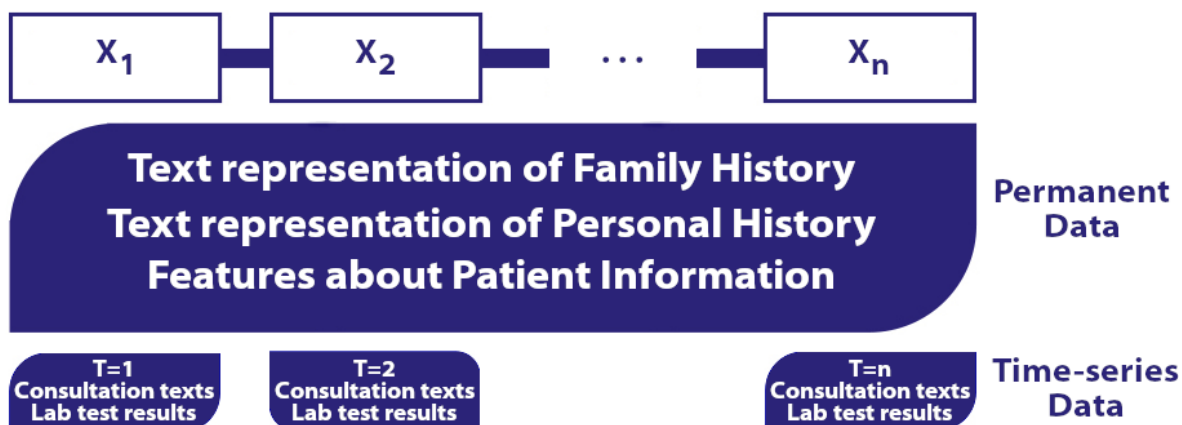 X1
X2
...
Xn
Text representation of Family History
Text representation of Personal History
Features about Patient Information
Permanent
Data
T=1
Consultation texts
Lab test results
T=2
Consultation texts
Lab test results
T=n
Consultation texts
Lab test results
Time-series
Data